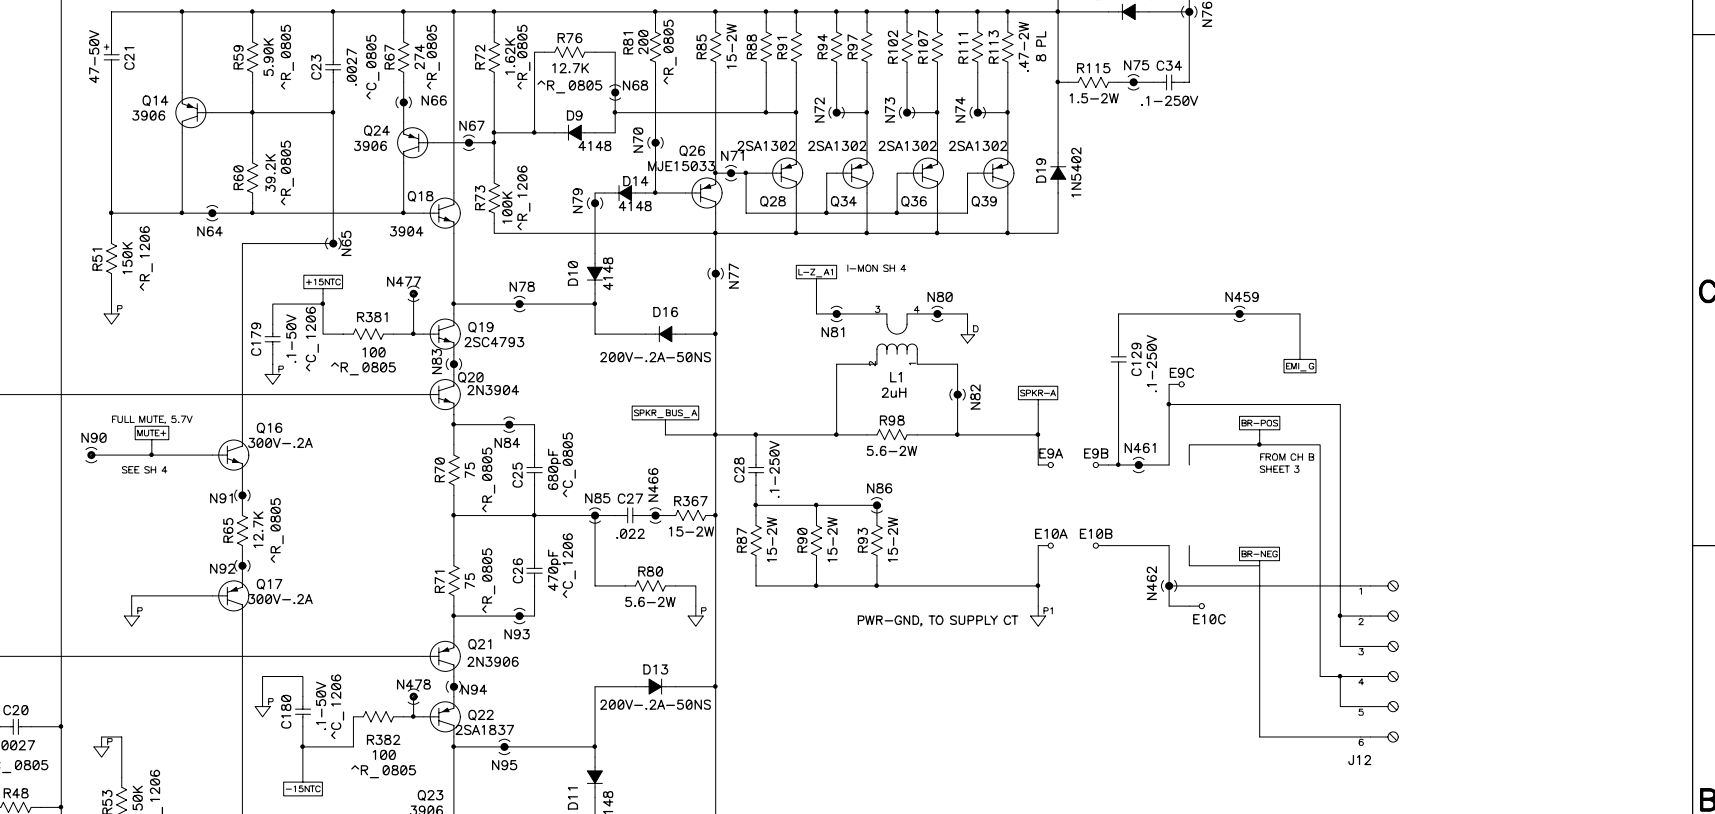 47-50V
C21
R59
5.90K
^R_0805
C23
.0027
^C_0805
R67
274
^R_0805
R72
1.62K
^R_0805
R76
12.7K
^R_0805
R81
200
^R_0805
R85
15-2W
R88
R91
R94
R97
R102
R107
R111
R113
.47-2W
8 PL
N76
R115
1.5-2W
N75
C34
.1-250V
Q14
3906
N66
Q24
3906
N67
D9
4148
N68
N70
N72
N73
N74
R60
39.2K
^R_0805
Q18
3904
R73
100K
^R_1206
N79
D14
4148
Q26
MJE15033
N71
2SA1302
Q28
2SA1302
Q34
2SA1302
Q36
2SA1302
Q39
D19
1N5402
N64
N65
R51
150K
^R_1206
P
+15NTC
N477
N78
D10
4148
N77
L-Z_A1
I-MON SH 4
C179
.1-50V
^C_1206
P
R381
100
^R_0805
Q19
2SC4793
N83
Q20
2N3904
D16
200V-.2A-50NS
N81
3
4
N80
D
2
1
L1
2uH
N82
N459
C129
.1-250V
EMI_G
E9C
SPKR-A
SPKR_BUS_A
R98
5.6-2W
FULL MUTE, 5.7V
MUTE+
N90
SEE SH 4
Q16
300V-.2A
N84
R70
75
^R_0805
C25
680pF
^C_0805
C28
.1-250V
E9A
E9B
N461
BR-POS
FROM CH B
SHEET 3
N91
R65
12.7K
^R_0805
N92
Q17
300V-.2A
P
N85
C27
.022
N466
R367
15-2W
N86
R87
15-2W
R90
15-2W
R93
15-2W
E10A
E10B
BR-NEG
R71
75
^R_0805
C26
470pF
^C_1206
R80
5.6-2W
P
N93
PWR-GND, TO SUPPLY CT
P1
N462
E10C
1
2
3
4
5
6
J12
Q21
2N3906
N94
D13
200V-.2A-50NS
P
C180
.1-50V
^C_1206
N478
Q22
2SA1837
R382
100
^R_0805
-15NTC
N95
D11
148
Q23
3906
C20
0027
_0805
R48
P
R53
50K
_1206
C
B